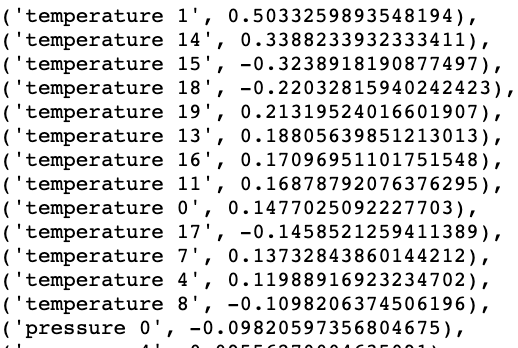 ('temperature 1', 0.5033259893548194),
('temperature 14', 0.3388233932333411),
('temperature 15', -0.3238918190877497),
('temperature 18', -0.22032815940242423),
('temperature 19', 0.21319524016601907),
('temperature 13', 0.18805639851213013),
('temperature 16', 0.17096951101751548),
('temperature 11', 0.16878792076376295),
('temperature 0', 0.1477025092227703),
('temperature 17', -0.1458521259411389),
('temperature 7', 0.13732843860144212),
('temperature 4', 0.11988916923234702),
('temperature 8', -0.1098206374506196),
('pressure 0', -0.09820597356804675),